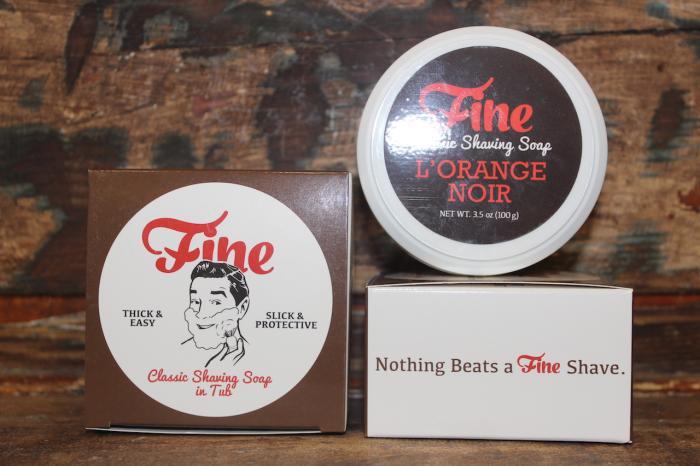 Fine
THICK &
EASY
SLICK &
PROTECTIVE
Classic Shaving Soap
in Tub
Fine
Classic Shaving Soap
L'ORANGE
NOIR
NET WT. 3.5 oz (100 g)
Nothing Beats a Fine Shave.